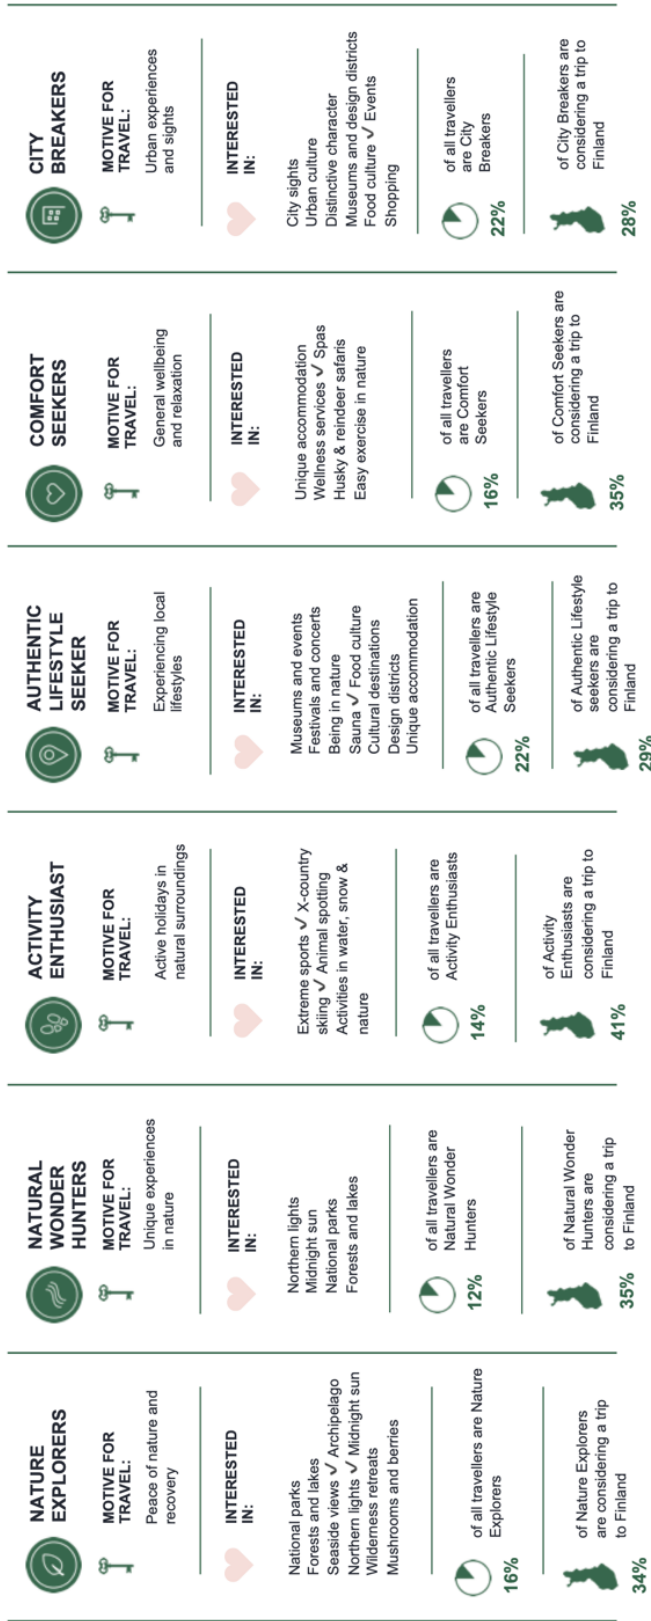 NATURE
EXPLORERS
MOTIVE FOR
TRAVEL:
Peace of nature and
recovery
INTERESTED
IN:
National parks
Forests and lakes
Seaside views ✓ Archipelago
Northern lights ✓ Midnight sun
Wilderness retreats
Mushrooms and berries
16%
of all travellers are Nature
Explorers
34%
of Nature Explorers
are considering a trip
to Finland
NATURAL
WONDER
HUNTERS
MOTIVE FOR
TRAVEL:
Unique experiences
in nature
INTERESTED
IN:
Northern lights
Midnight sun
National parks
Forests and lakes
12%
of all travellers are
Natural Wonder
Hunters
35%
of Natural Wonder
Hunters are
considering a trip
to Finland
ACTIVITY
ENTHUSIAST
MOTIVE FOR
TRAVEL:
Active holidays in
natural surroundings
INTERESTED
IN:
Extreme sports ✓ X-country
skiing ✓ Animal spotting
Activities in water, snow &
nature
14%
of all travellers are
Activity Enthusiasts
41%
of Activity
Enthusiasts are
considering a trip to
Finland
AUTHENTIC
LIFESTYLE
SEEKER
MOTIVE FOR
TRAVEL:
Experiencing local
lifestyles
INTERESTED
IN:
Museums and events
Festivals and concerts
Being in nature
Sauna ✓ Food culture
Cultural destinations
Design districts
Unique accommodation
22%
of all travellers are
Authentic Lifestyle
Seekers
29%
of Authentic Lifestyle
seekers are
considering a trip to
Finland
COMFORT
SEEKERS
MOTIVE FOR
TRAVEL:
General wellbeing
and relaxation
INTERESTED
IN:
Unique accommodation
Wellness services ✓ Spas
Husky & reindeer safaris
Easy exercise in nature
16%
of all travellers
are Comfort
Seekers
35%
of Comfort Seekers are
considering a trip to
Finland
CITY
BREAKERS
MOTIVE FOR
TRAVEL:
Urban experiences
and sights
INTERESTED
IN:
City sights
Urban culture
Distinctive character
Museums and design districts
Food culture ✓ Events
Shopping
22%
of all travellers
are City
Breakers
28%
of City Breakers are
considering a trip to
Finland